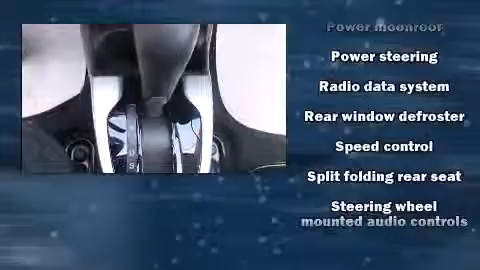 Power moonroof
Power steering
Radio data system
Rear window defroster
Speed control
Split folding rear seat
Steering wheel
mounted audio controls